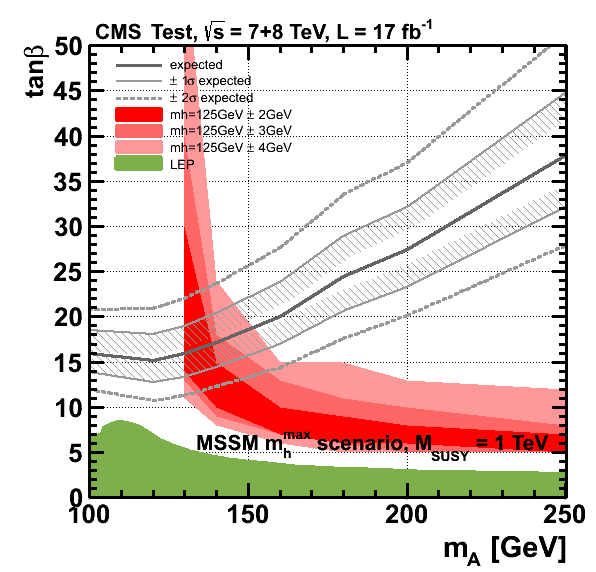 CMS Test, √s = 7+8 TeV, L = 17 fb⁻¹
tanβ
expected
± 1σ expected
± 2σ expected
mh=125GeV ± 2GeV
mh=125GeV ± 3GeV
mh=125GeV ± 4GeV
LEP
50
45
40
35
30
25
20
15
10
5
0
MSSM m_h^max scenario, M_SUSY = 1 TeV
100 150 200 250
m_A [GeV]